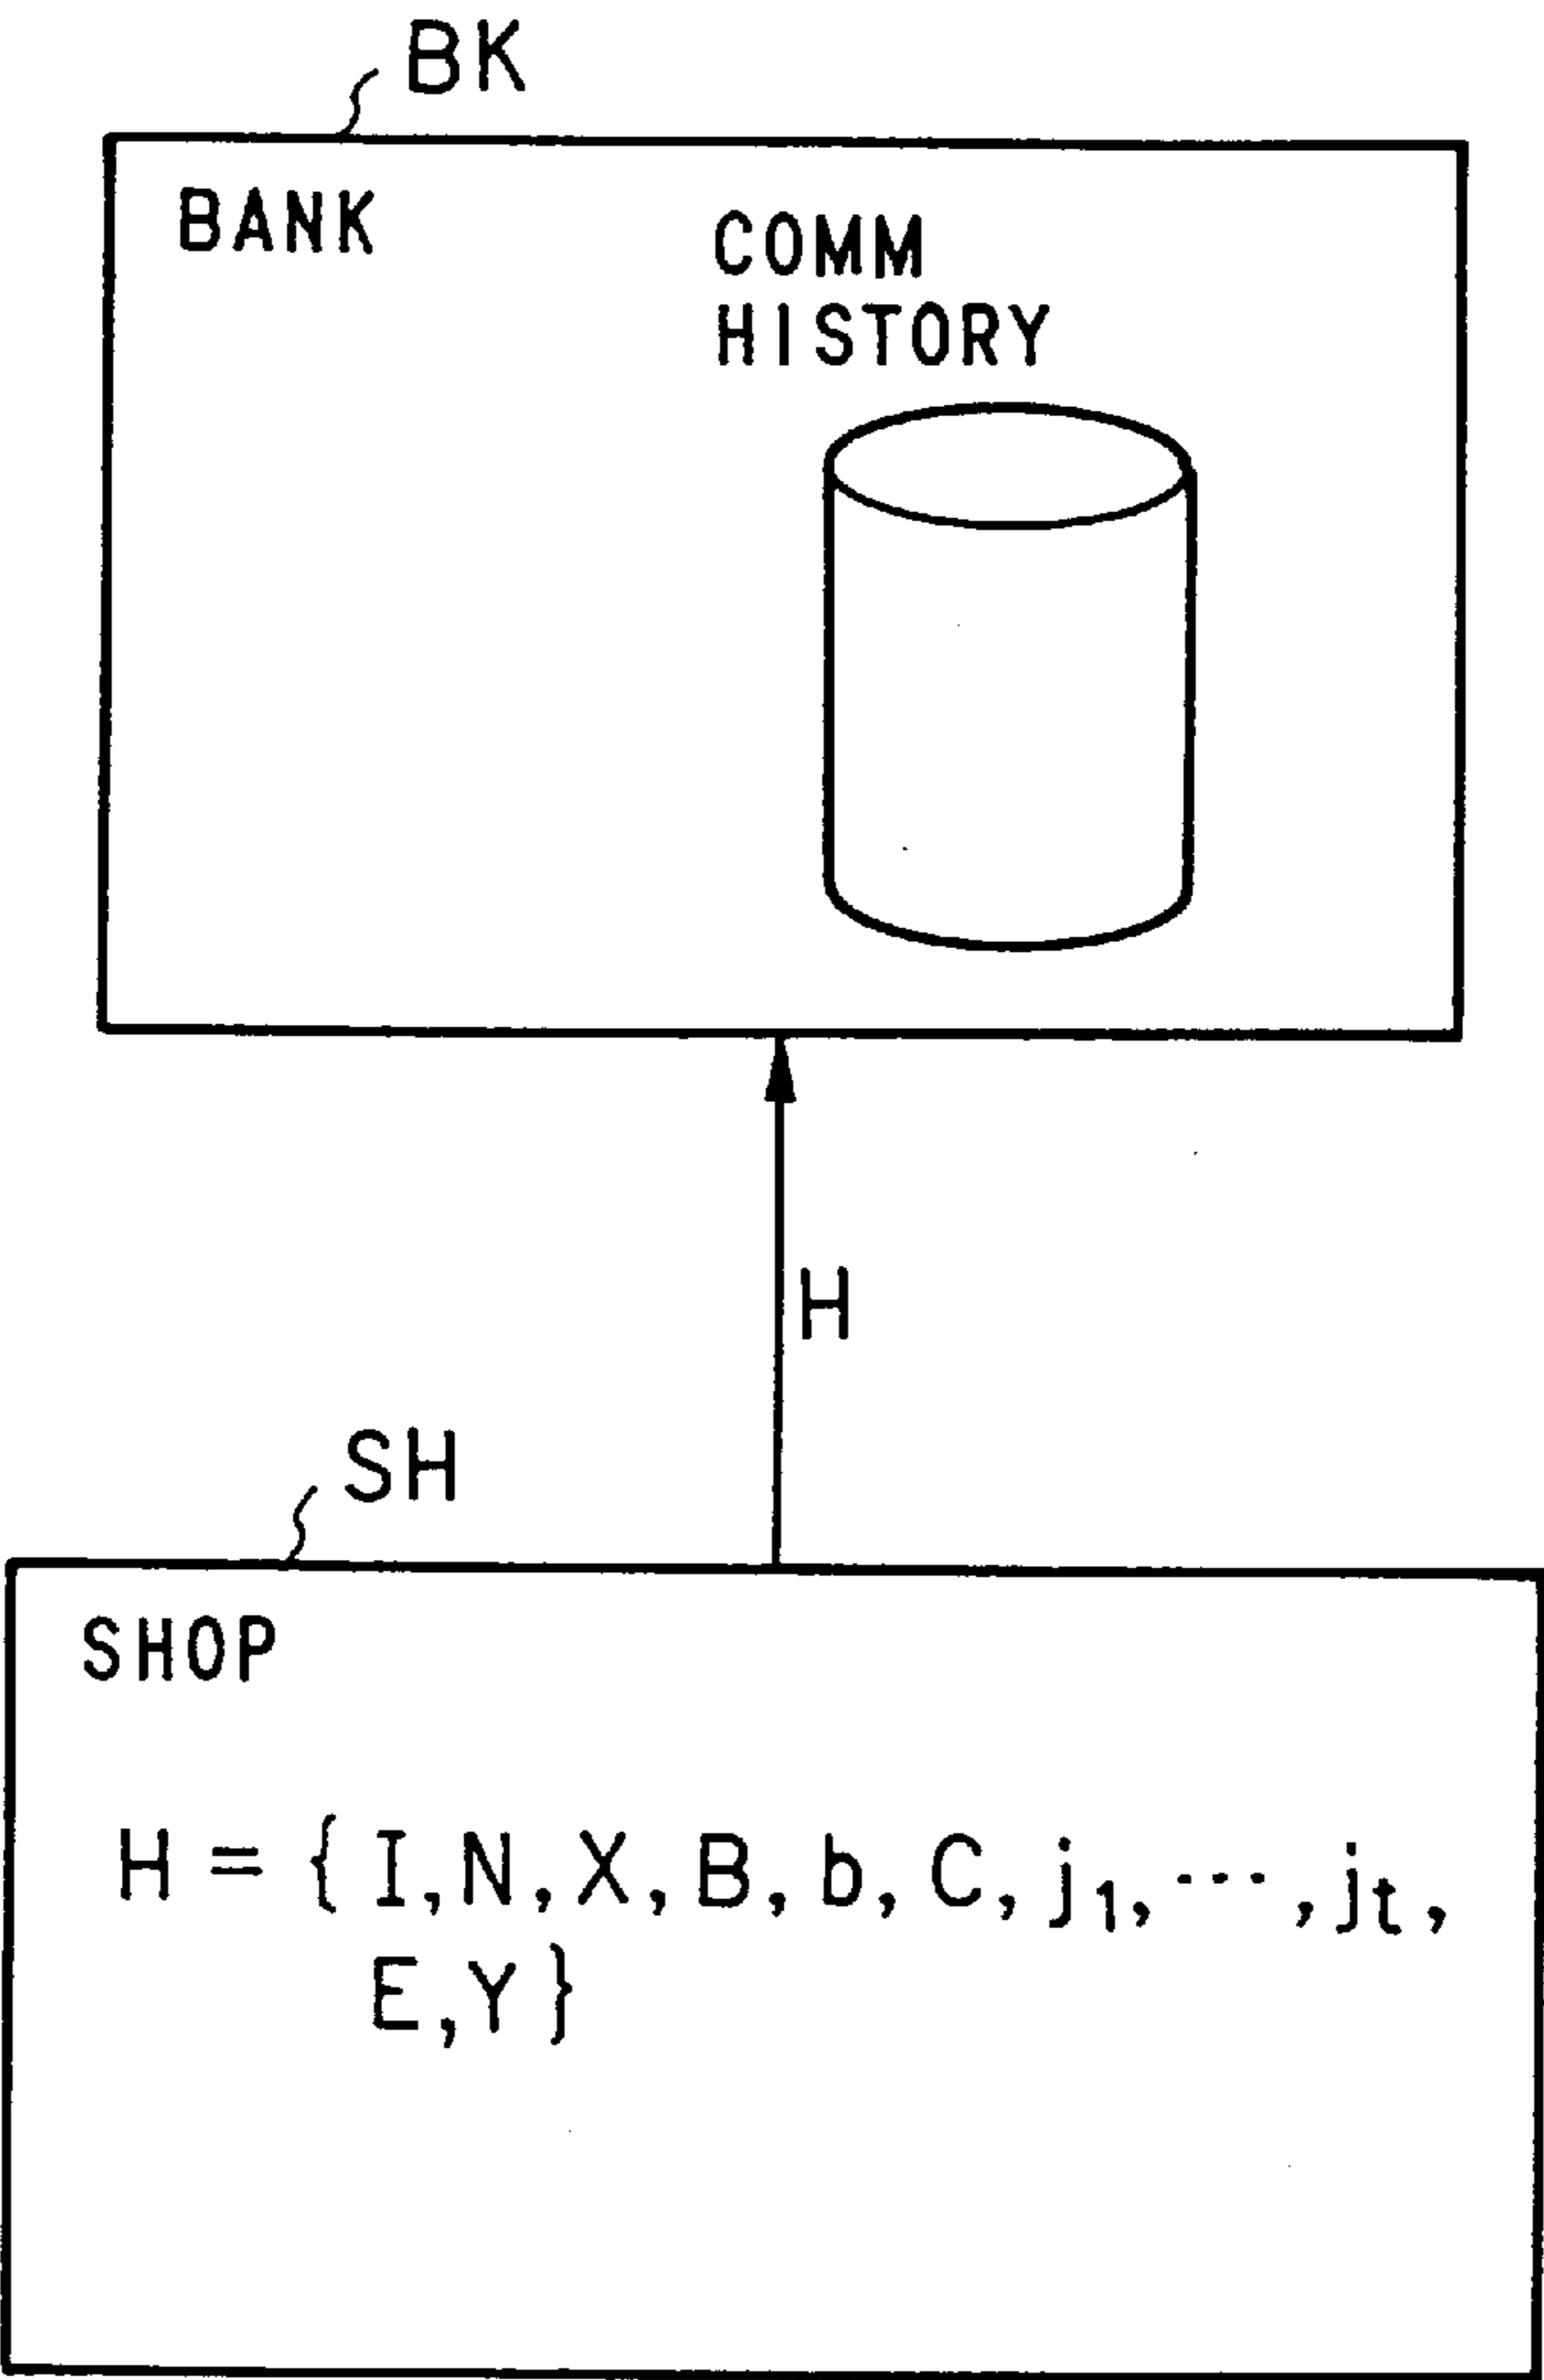 BK
BANK
COMM
HISTORY
H
SH
SHOP
H = {I,N,X,B,b,C,j₁,···,jₜ,
E,Y}